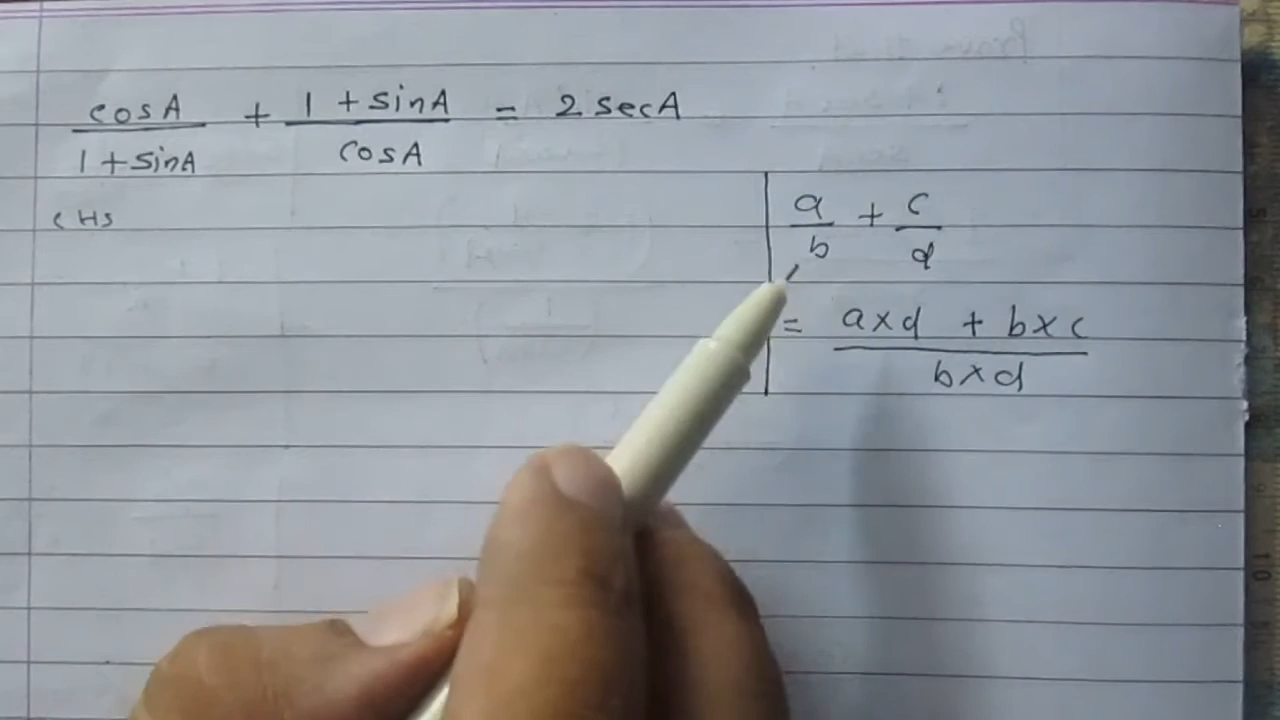 cosA / 1 + sinA + 1 + sinA / cosA = 2 secA
LHS
a / b + c / d
= a × d + b × c / b × d